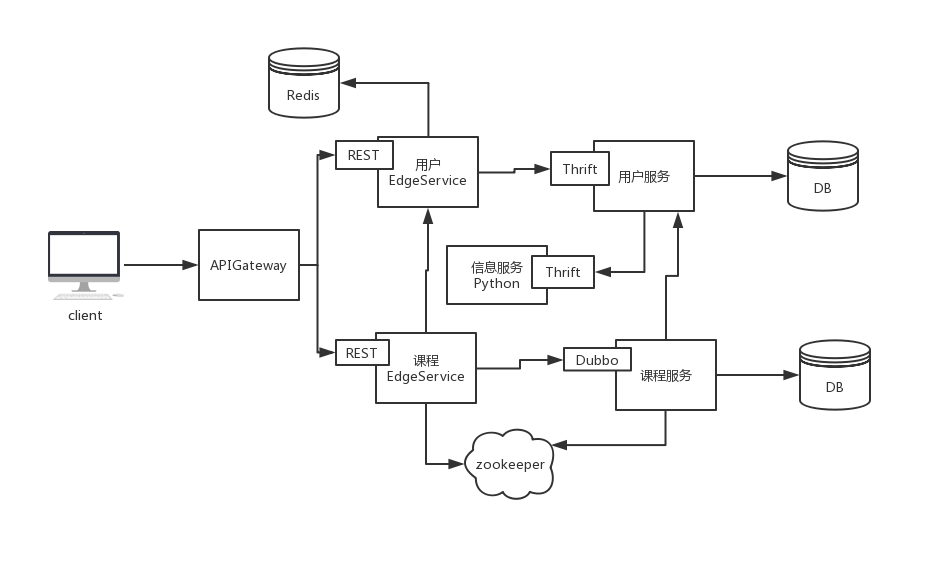 Redis
REST
用户
EdgeService
Thrift
用户服务
DB
client
APIGateway
信息服务
Python
Thrift
REST
课程
EdgeService
Dubbo
课程服务
DB
zookeeper